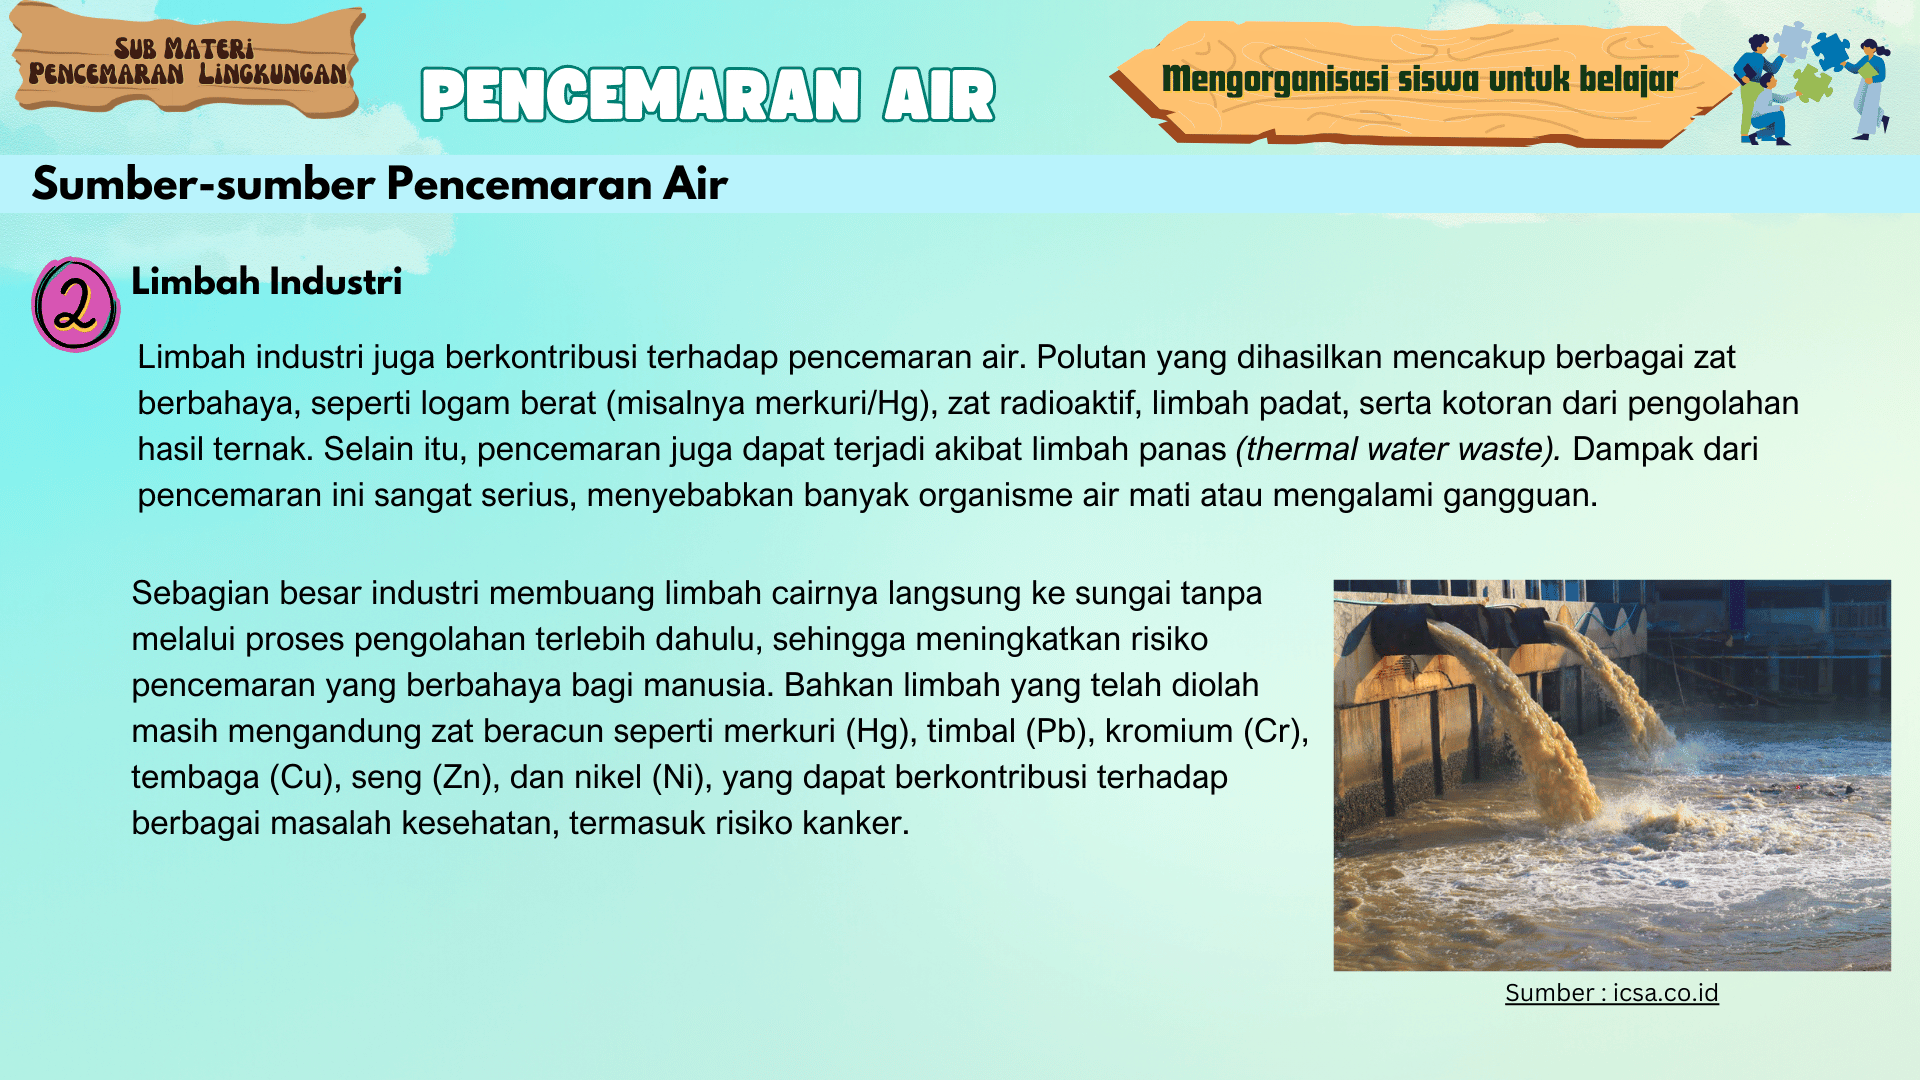 Sub Materi
Pencemaran Lingkungan
PENCEMARAN AIR
Mengorganisasi siswa untuk belajar
Sumber-sumber Pencemaran Air
2
Limbah Industri
Limbah industri juga berkontribusi terhadap pencemaran air. Polutan yang dihasilkan mencakup berbagai zat
berbahaya, seperti logam berat (misalnya merkuri/Hg), zat radioaktif, limbah padat, serta kotoran dari pengolahan
hasil ternak. Selain itu, pencemaran juga dapat terjadi akibat limbah panas (thermal water waste). Dampak dari
pencemaran ini sangat serius, menyebabkan banyak organisme air mati atau mengalami gangguan.
Sebagian besar industri membuang limbah cairnya langsung ke sungai tanpa
melalui proses pengolahan terlebih dahulu, sehingga meningkatkan risiko
pencemaran yang berbahaya bagi manusia. Bahkan limbah yang telah diolah
masih mengandung zat beracun seperti merkuri (Hg), timbal (Pb), kromium (Cr),
tembaga (Cu), seng (Zn), dan nikel (Ni), yang dapat berkontribusi terhadap
berbagai masalah kesehatan, termasuk risiko kanker.
Sumber : icsa.co.id